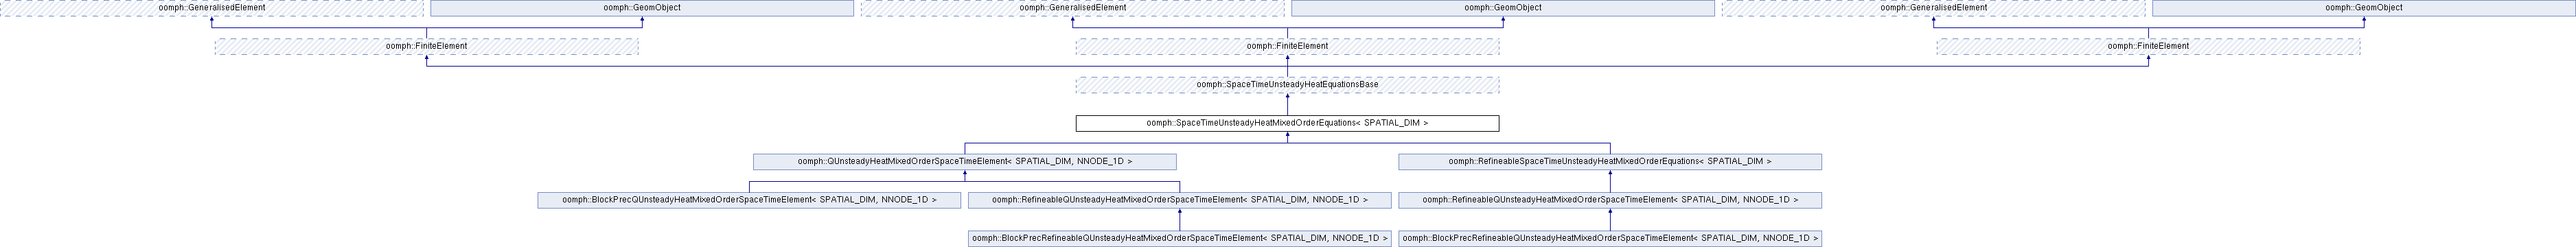 oomph::GeneralisedElement
oomph::GeomObject
oomph::GeneralisedElement
oomph::GeomObject
oomph::GeneralisedElement
oomph::GeomObject
oomph::FiniteElement
oomph::FiniteElement
oomph::FiniteElement
oomph::SpaceTimeUnsteadyHeatEquationsBase
oomph::SpaceTimeUnsteadyHeatMixedOrderEquations< SPATIAL_DIM >
oomph::QUnsteadyHeatMixedOrderSpaceTimeElement< SPATIAL_DIM, NNODE_1D >
oomph::RefineableSpaceTimeUnsteadyHeatMixedOrderEquations< SPATIAL_DIM >
oomph::BlockPrecQUnsteadyHeatMixedOrderSpaceTimeElement< SPATIAL_DIM, NNODE_1D >
oomph::RefineableQUnsteadyHeatMixedOrderSpaceTimeElement< SPATIAL_DIM, NNODE_1D >
oomph::RefineableQUnsteadyHeatMixedOrderSpaceTimeElement< SPATIAL_DIM, NNODE_1D >
oomph::BlockPrecRefineableQUnsteadyHeatMixedOrderSpaceTimeElement< SPATIAL_DIM, NNODE_1D >
oomph::BlockPrecRefineableQUnsteadyHeatMixedOrderSpaceTimeElement< SPATIAL_DIM, NNODE_1D >